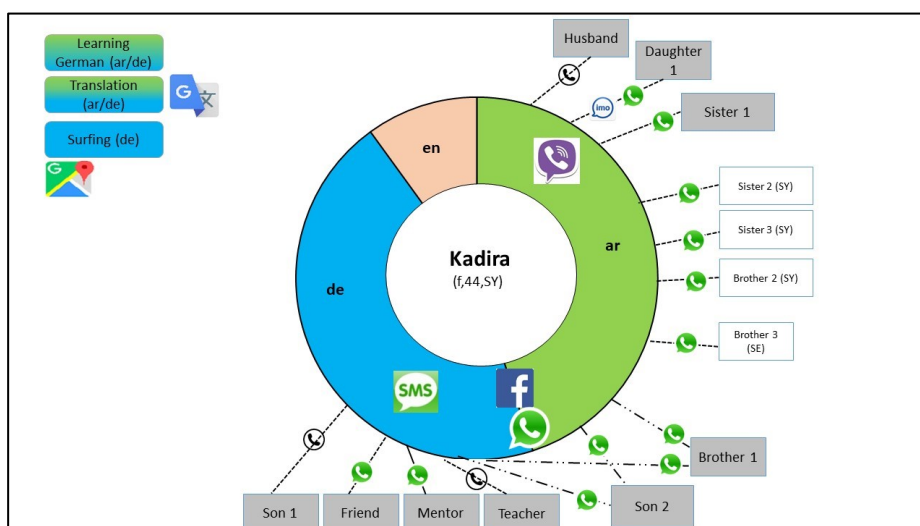 Learning
German (ar/de)
Translation
(ar/de)
G 文
Surfing (de)
G
Husband
Daughter
1
imo
Sister 1
en
Sister 2 (SY)
Sister 3 (SY)
ar
Kadira
(f,44,SY)
de
Brother 2 (SY)
Brother 3
(SE)
SMS
f
Brother 1
Son 1
Friend
Mentor
Teacher
Son 2